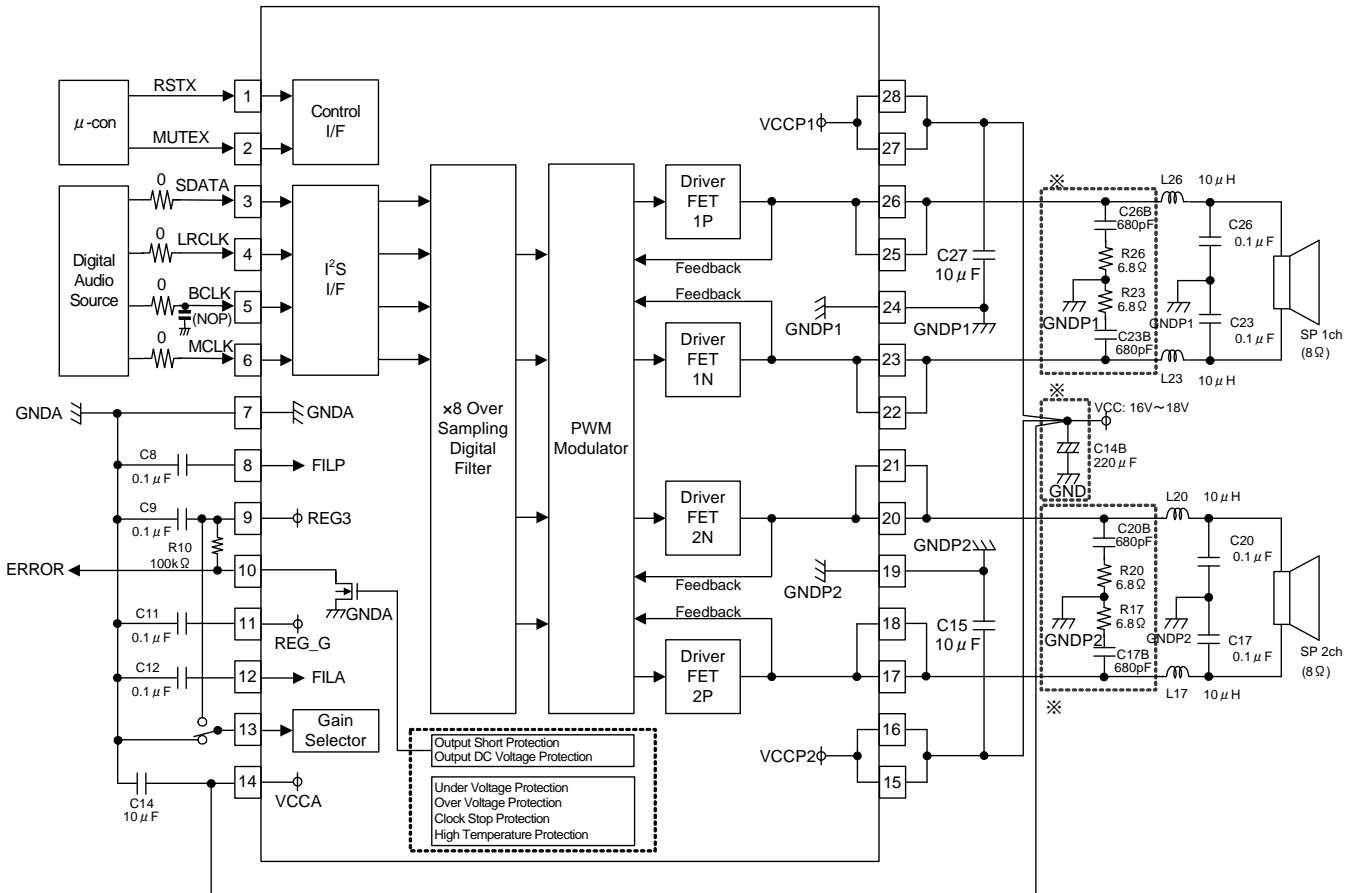 μ-con
RSTX
MUTEX
1
2
Control
I/F
Digital
Audio
Source
0
SDATA
3
0
LRCLK
4
0
BCLK
5
(NOP)
0
MCLK
6
I²S
I/F
GNDA
7
GNDA
C8
0.1μF
8
FILP
C9
0.1μF
9
REG3
R10
100kΩ
ERROR
10
GNDA
C11
0.1μF
11
REG_G
C12
0.1μF
12
FILA
13
Gain
Selector
C14
10μF
14
VCCA
×8 Over
Sampling
Digital
Filter
PWM
Modulator
Driver
FET
1P
Feedback
Feedback
Driver
FET
1N
Driver
FET
2N
Feedback
Feedback
Driver
FET
2P
Output Short Protection
Output DC Voltage Protection
Under Voltage Protection
Over Voltage Protection
Clock Stop Protection
High Temperature Protection
VCCP1
28
27
26
25
C27
10μF
GNDP1
24
GNDP1
23
22
21
20
GNDP2
19
GNDP2
C15
10μF
18
17
VCCP2
16
15
※
C26B
680pF
R26
6.8Ω
R23
6.8Ω
GNDP1
C23B
680pF
L26 10μH
C26
0.1μF
GNDP1
C23
0.1μF
L23 10μH
SP 1ch
(8Ω)
※
VCC: 16V～18V
C14B
220μF
GND
C20B
680pF
R20
6.8Ω
R17
6.8Ω
GNDP2
C17B
680pF
※
L20 10μH
C20
0.1μF
GNDP2
C17
0.1μF
L17 10μH
SP 2ch
(8Ω)